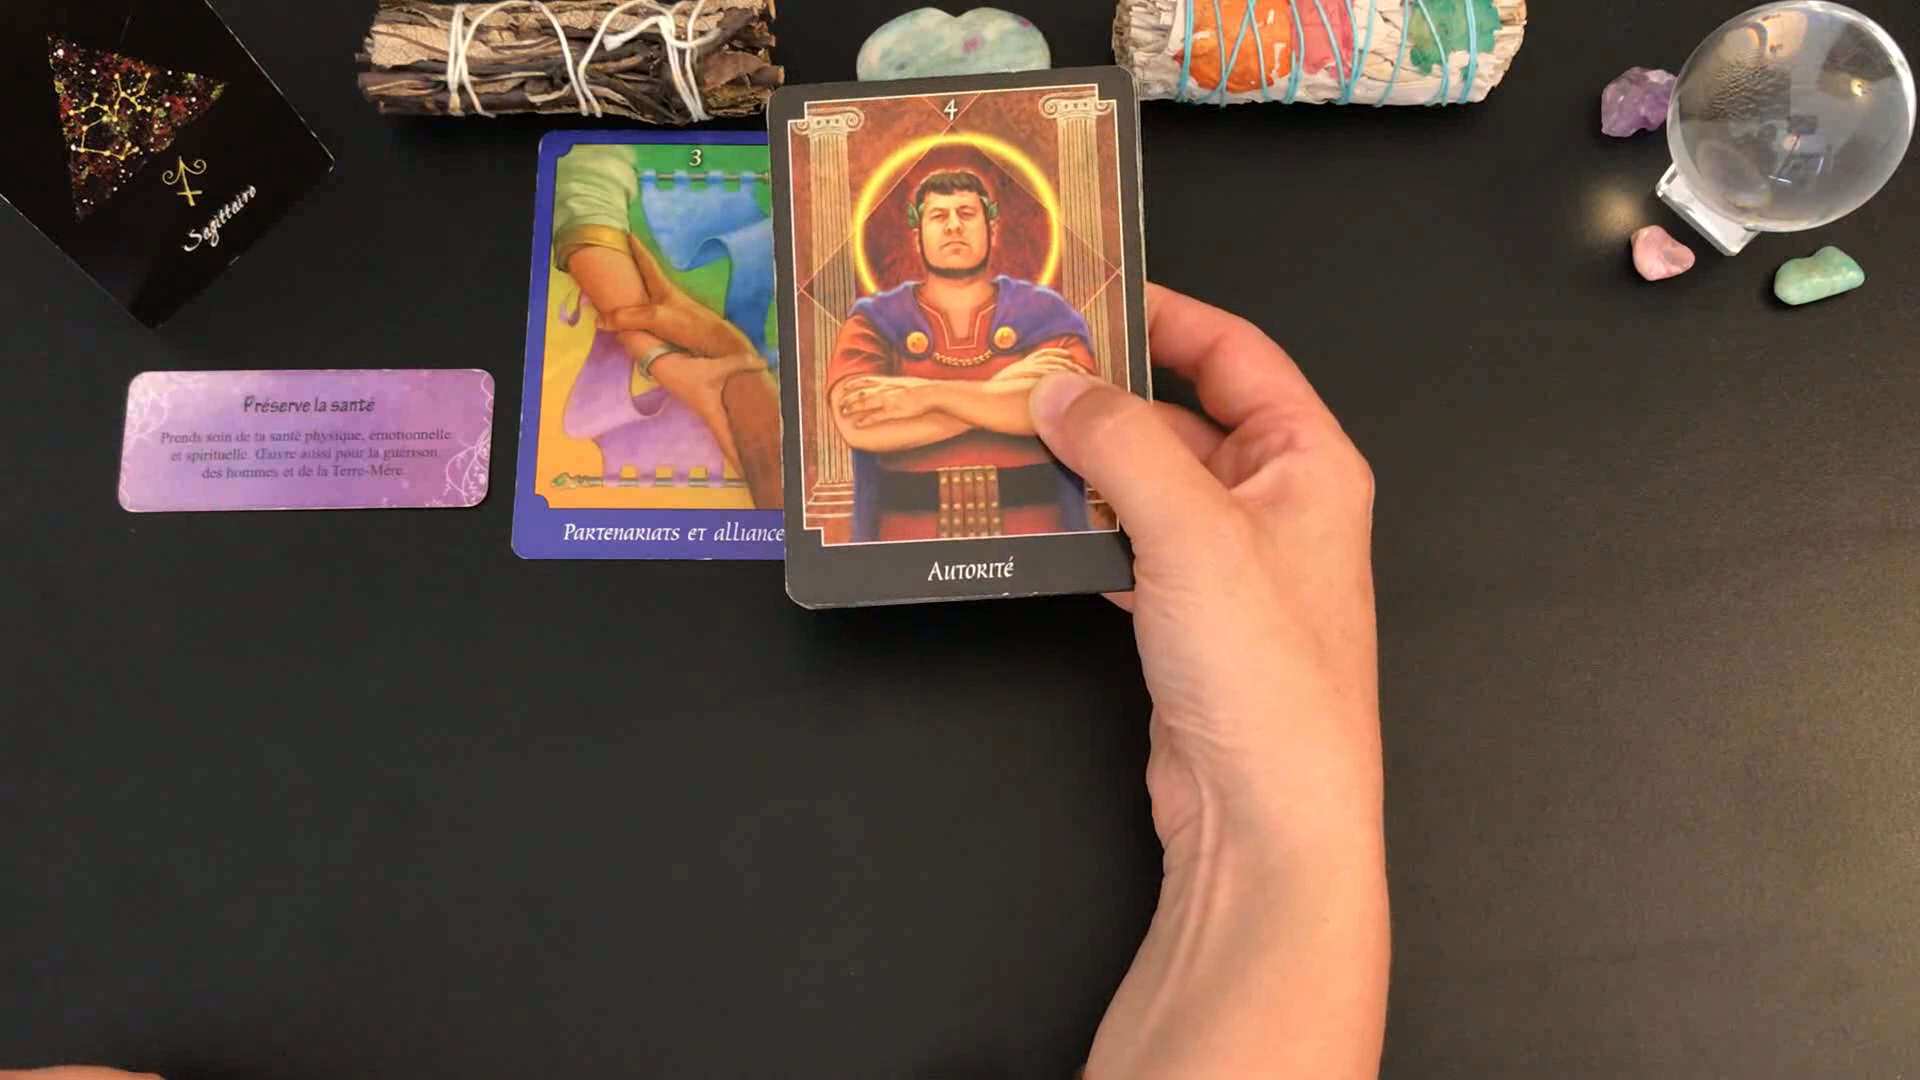 Sagittaire
Préserve la santé
Prends soin de ta santé physique, émotionnelle
et spirituelle. Œuvre aussi pour la guérison
des hommes et de la Terre-Mère.
3
Partenariats et alliance
4
Autorité